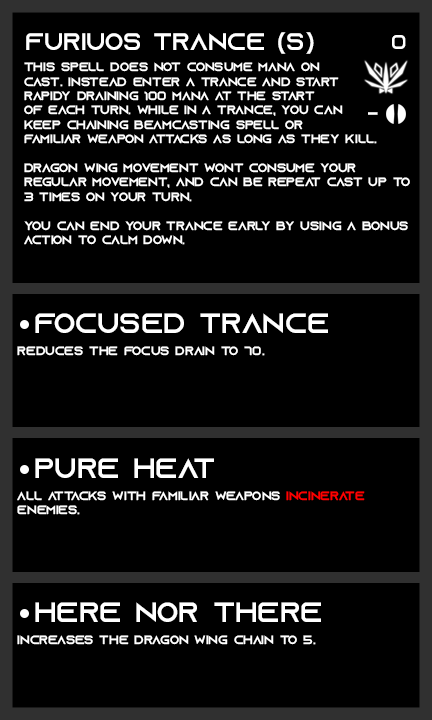 FURIUOS TRANCE (S) 0
THIS SPELL DOES NOT CONSUME MANA ON
CAST. INSTEAD ENTER A TRANCE AND START
RAPIDY DRAINING 100 MANA AT THE START
OF EACH TURN. WHILE IN A TRANCE, YOU CAN
KEEP CHAINING BEAMCASTING SPELL OR
FAMILIAR WEAPON ATTACKS AS LONG AS THEY KILL.
DRAGON WING MOVEMENT WONT CONSUME YOUR
REGULAR MOVEMENT, AND CAN BE REPEAT CAST UP TO
3 TIMES ON YOUR TURN.
YOU CAN END YOUR TRANCE EARLY BY USING A BONUS
ACTION TO CALM DOWN.
•FOCUSED TRANCE
REDUCES THE FOCUS DRAIN TO 70.
•PURE HEAT
ALL ATTACKS WITH FAMILIAR WEAPONS INCINERATE
ENEMIES.
•HERE NOR THERE
INCREASES THE DRAGON WING CHAIN TO 5.